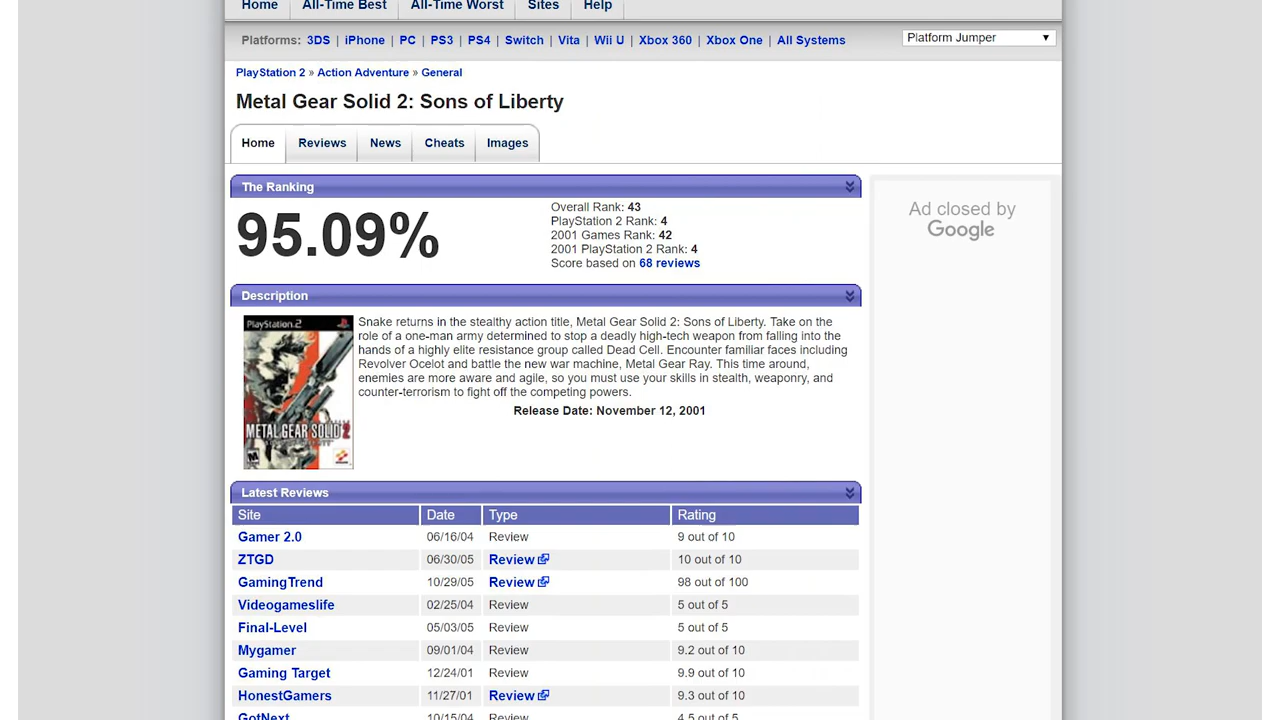 Home All-Time Best All-Time Worst Sites Help
Platforms: 3DS | iPhone | PC | PS3 | PS4 | Switch | Vita | Wii U | Xbox 360 | Xbox One | All Systems Platform Jumper
PlayStation 2 » Action Adventure » General
Metal Gear Solid 2: Sons of Liberty
Home Reviews News Cheats Images
The Ranking
95.09%
Overall Rank: 43
PlayStation 2 Rank: 4
2001 Games Rank: 42
2001 PlayStation 2 Rank: 4
Score based on 68 reviews
Ad closed by
Google
Description
PlayStation 2
METAL GEAR SOLID 2
Snake returns in the stealthy action title, Metal Gear Solid 2: Sons of Liberty. Take on the
role of a one-man army determined to stop a deadly high-tech weapon from falling into the
hands of a highly elite resistance group called Dead Cell. Encounter familiar faces including
Revolver Ocelot and battle the new war machine, Metal Gear Ray. This time around,
enemies are more aware and agile, so you must use your skills in stealth, weaponry, and
counter-terrorism to fight off the competing powers.
Release Date: November 12, 2001
Latest Reviews
Site Date Type Rating
Gamer 2.0 06/16/04 Review 9 out of 10
ZTGD 06/30/05 Review 10 out of 10
GamingTrend 10/29/05 Review 98 out of 100
Videogameslife 02/25/04 Review 5 out of 5
Final-Level 05/03/05 Review 5 out of 5
Mygamer 09/01/04 Review 9.2 out of 10
Gaming Target 12/24/01 Review 9.9 out of 10
HonestGamers 11/27/01 Review 9.3 out of 10
GotNext 10/15/04 Review 4.5 out of 5